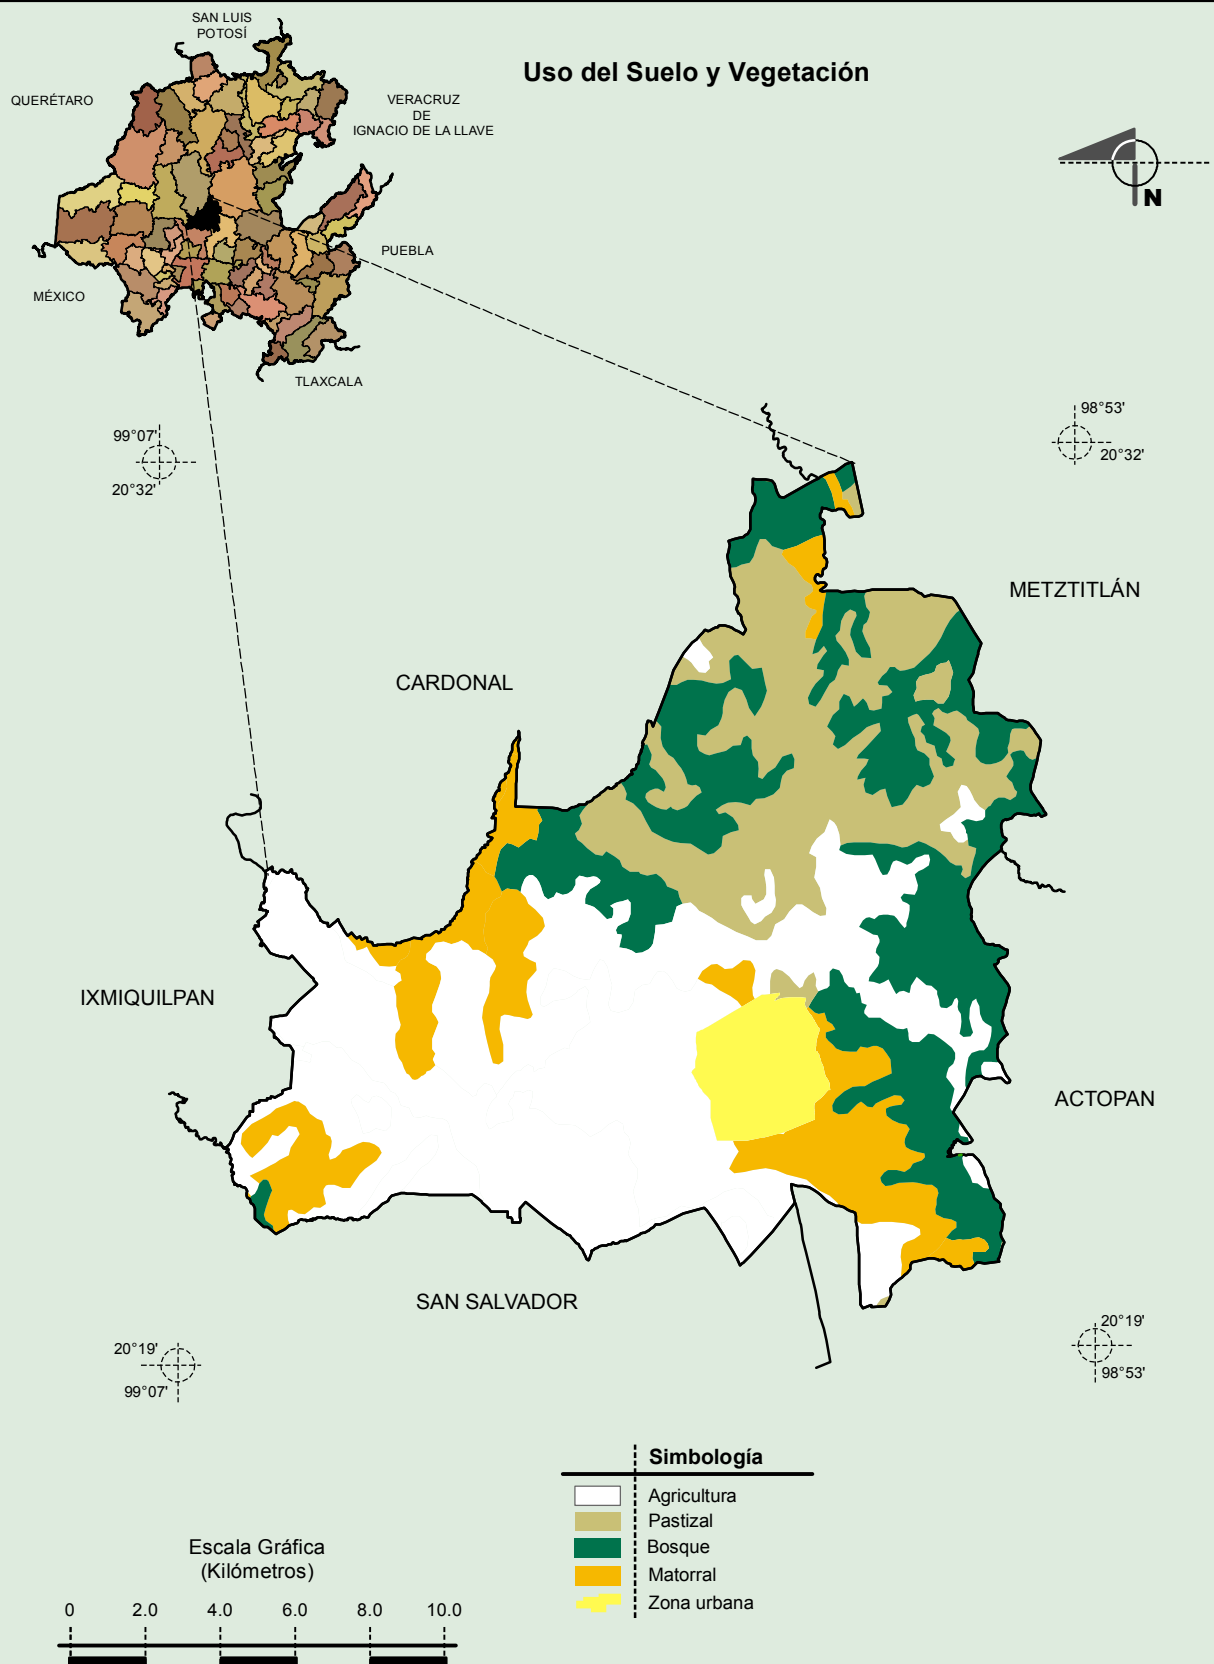 SAN LUIS
POTOSÍ
Uso del Suelo y Vegetación
QUERÉTARO
VERACRUZ
DE
IGNACIO DE LA LLAVE
N
PUEBLA
MÉXICO
TLAXCALA
99°07'
20°32'
98°53'
20°32'
METZTITLÁN
CARDONAL
IXMIQUILPAN
ACTOPAN
SAN SALVADOR
20°19'
99°07'
20°19'
98°53'
Simbología
Agricultura
Pastizal
Bosque
Matorral
Zona urbana
Escala Gráfica
(Kilómetros)
0 2.0 4.0 6.0 8.0 10.0